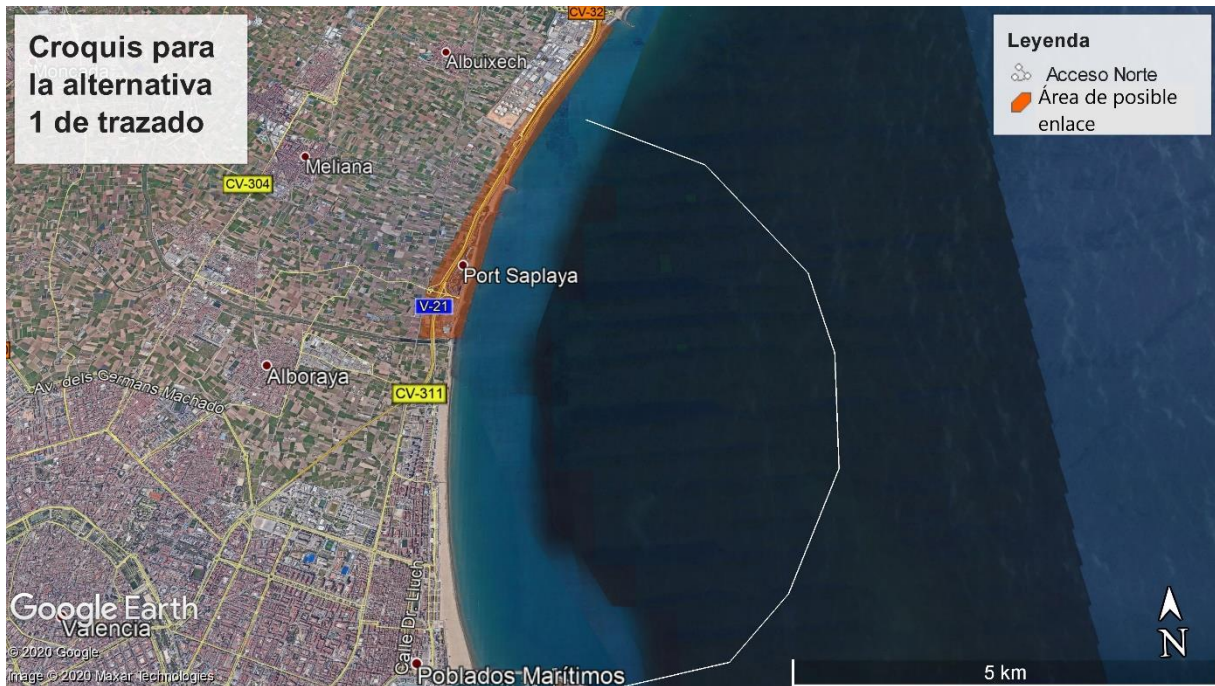 Croquis para
la alternativa
1 de trazado
CV-32
Leyenda
Acceso Norte
Área de posible
enlace
Albuixech
Meliana
CV-304
Port Saplaya
V-21
Alboraya
Av. dels Germans Machado
CV-311
Calle Dr. Lluch
Google Earth
Valencia
© 2020 Google
Image © 2020 Maxar Technologies
Poblados Marítimos
N
5 km